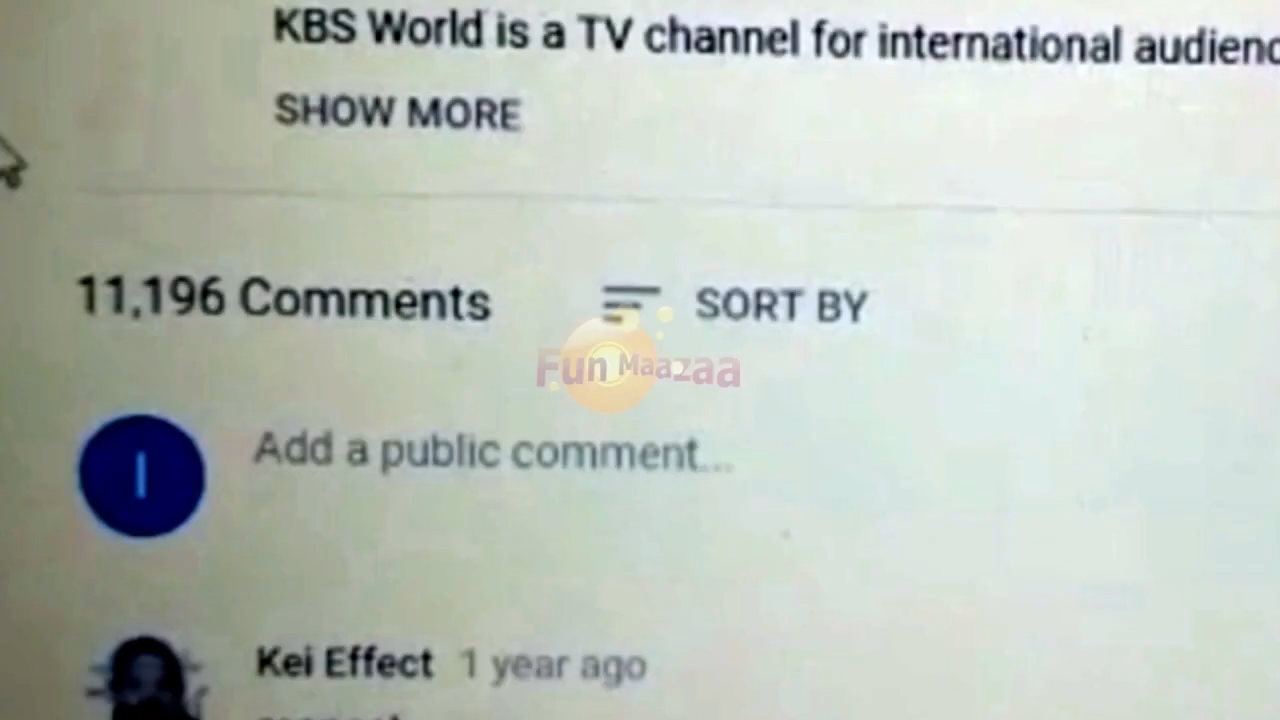 KBS World is a TV channel for international
SHOW MORE
11,196 Comments
SORT BY
Fun Maazaa
I
Add a public comment...
Kei Effect 1 year ago